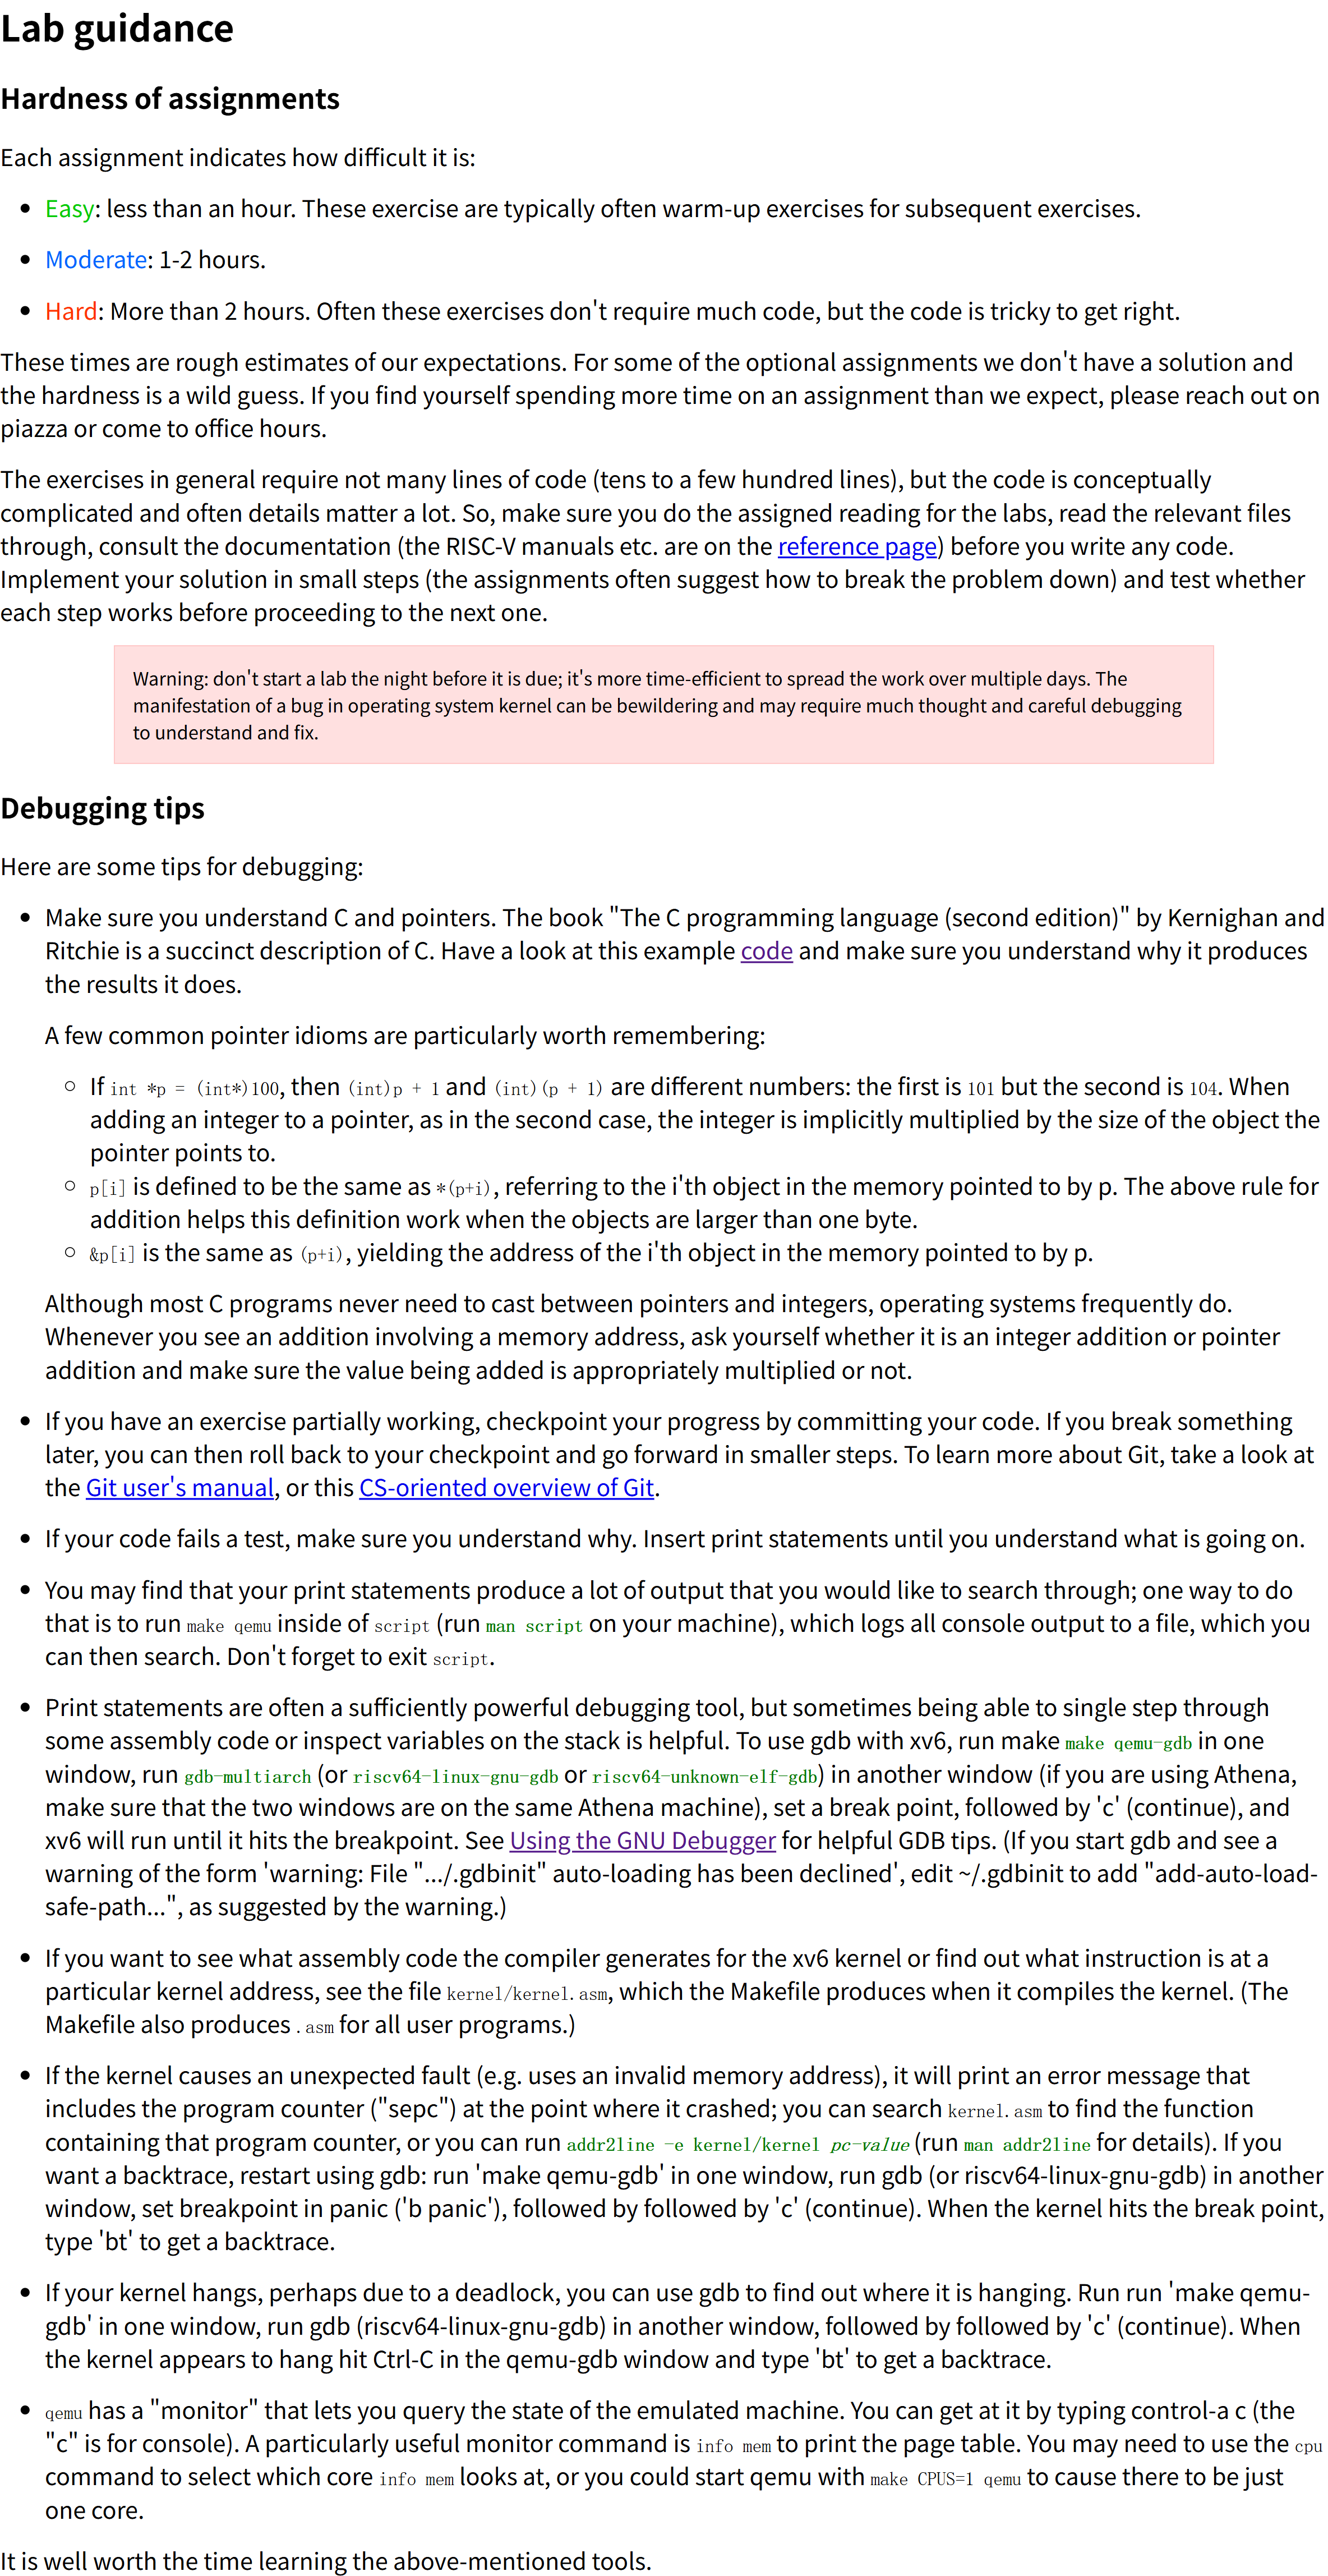 Lab guidance
Hardness of assignments
Each assignment indicates how difficult it is:
Easy: less than an hour. These exercise are typically often warm-up exercises for subsequent exercises.
Moderate: 1-2 hours.
Hard: More than 2 hours. Often these exercises don't require much code, but the code is tricky to get right.
These times are rough estimates of our expectations. For some of the optional assignments we don't have a solution and
the hardness is a wild guess. If you find yourself spending more time on an assignment than we expect, please reach out on
piazza or come to office hours.
The exercises in general require not many lines of code (tens to a few hundred lines), but the code is conceptually
complicated and often details matter a lot. So, make sure you do the assigned reading for the labs, read the relevant files
through, consult the documentation (the RISC-V manuals etc. are on the reference page) before you write any code.
Implement your solution in small steps (the assignments often suggest how to break the problem down) and test whether
each step works before proceeding to the next one.
Warning: don't start a lab the night before it is due; it's more time-efficient to spread the work over multiple days. The
manifestation of a bug in operating system kernel can be bewildering and may require much thought and careful debugging
to understand and fix.
Debugging tips
Here are some tips for debugging:
Make sure you understand C and pointers. The book "The C programming language (second edition)" by Kernighan and
Ritchie is a succinct description of C. Have a look at this example code and make sure you understand why it produces
the results it does.
A few common pointer idioms are particularly worth remembering:
If int *p = (int*)100, then (int)p + 1 and (int)(p + 1) are different numbers: the first is 101 but the second is 104. When
adding an integer to a pointer, as in the second case, the integer is implicitly multiplied by the size of the object the
pointer points to.
p[i] is defined to be the same as *(p+i), referring to the i'th object in the memory pointed to by p. The above rule for
addition helps this definition work when the objects are larger than one byte.
&p[i] is the same as (p+i), yielding the address of the i'th object in the memory pointed to by p.
Although most C programs never need to cast between pointers and integers, operating systems frequently do.
Whenever you see an addition involving a memory address, ask yourself whether it is an integer addition or pointer
addition and make sure the value being added is appropriately multiplied or not.
If you have an exercise partially working, checkpoint your progress by committing your code. If you break something
later, you can then roll back to your checkpoint and go forward in smaller steps. To learn more about Git, take a look at
the Git user's manual, or this CS-oriented overview of Git.
If your code fails a test, make sure you understand why. Insert print statements until you understand what is going on.
You may find that your print statements produce a lot of output that you would like to search through; one way to do
that is to run make qemu inside of script (run man script on your machine), which logs all console output to a file, which you
can then search. Don't forget to exit script.
Print statements are often a sufficiently powerful debugging tool, but sometimes being able to single step through
some assembly code or inspect variables on the stack is helpful. To use gdb with xv6, run make make qemu-gdb in one
window, run gdb-multiarch (or riscv64-linux-gnu-gdb or riscv64-unknown-elf-gdb) in another window (if you are using Athena,
make sure that the two windows are on the same Athena machine), set a break point, followed by 'c' (continue), and
xv6 will run until it hits the breakpoint. See Using the GNU Debugger for helpful GDB tips. (If you start gdb and see a
warning of the form 'warning: File ".../.gdbinit" auto-loading has been declined', edit ~/.gdbinit to add "add-auto-load-
safe-path...", as suggested by the warning.)
If you want to see what assembly code the compiler generates for the xv6 kernel or find out what instruction is at a
particular kernel address, see the file kernel/kernel.asm, which the Makefile produces when it compiles the kernel. (The
Makefile also produces .asm for all user programs.)
If the kernel causes an unexpected fault (e.g. uses an invalid memory address), it will print an error message that
includes the program counter ("sepc") at the point where it crashed; you can search kernel.asm to find the function
containing that program counter, or you can run addr2line -e kernel/kernel pc-value (run man addr2line for details). If you
want a backtrace, restart using gdb: run 'make qemu-gdb' in one window, run gdb (or riscv64-linux-gnu-gdb) in another
window, set breakpoint in panic ('b panic'), followed by followed by 'c' (continue). When the kernel hits the break point,
type 'bt' to get a backtrace.
If your kernel hangs, perhaps due to a deadlock, you can use gdb to find out where it is hanging. Run run 'make qemu-
gdb' in one window, run gdb (riscv64-linux-gnu-gdb) in another window, followed by followed by 'c' (continue). When
the kernel appears to hang hit Ctrl-C in the qemu-gdb window and type 'bt' to get a backtrace.
qemu has a "monitor" that lets you query the state of the emulated machine. You can get at it by typing control-a c (the
"c" is for console). A particularly useful monitor command is info mem to print the page table. You may need to use the cpu
command to select which core info mem looks at, or you could start qemu with make CPUS=1 qemu to cause there to be just
one core.
It is well worth the time learning the above-mentioned tools.